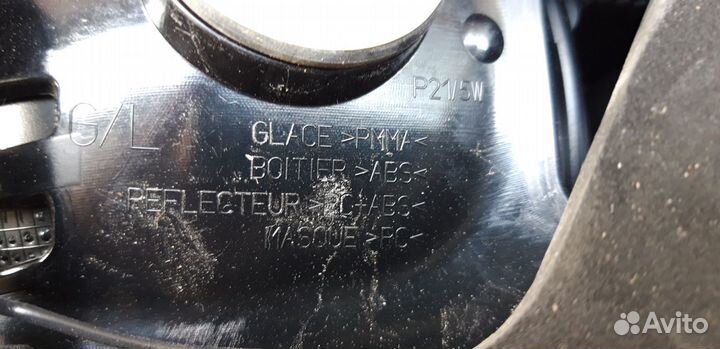 P21/5W
G/L
GLACE >PMMA<
BOITIER >ABS<
REFLECTEUR >PC+ABS<
MASQUE >PC<
Avito